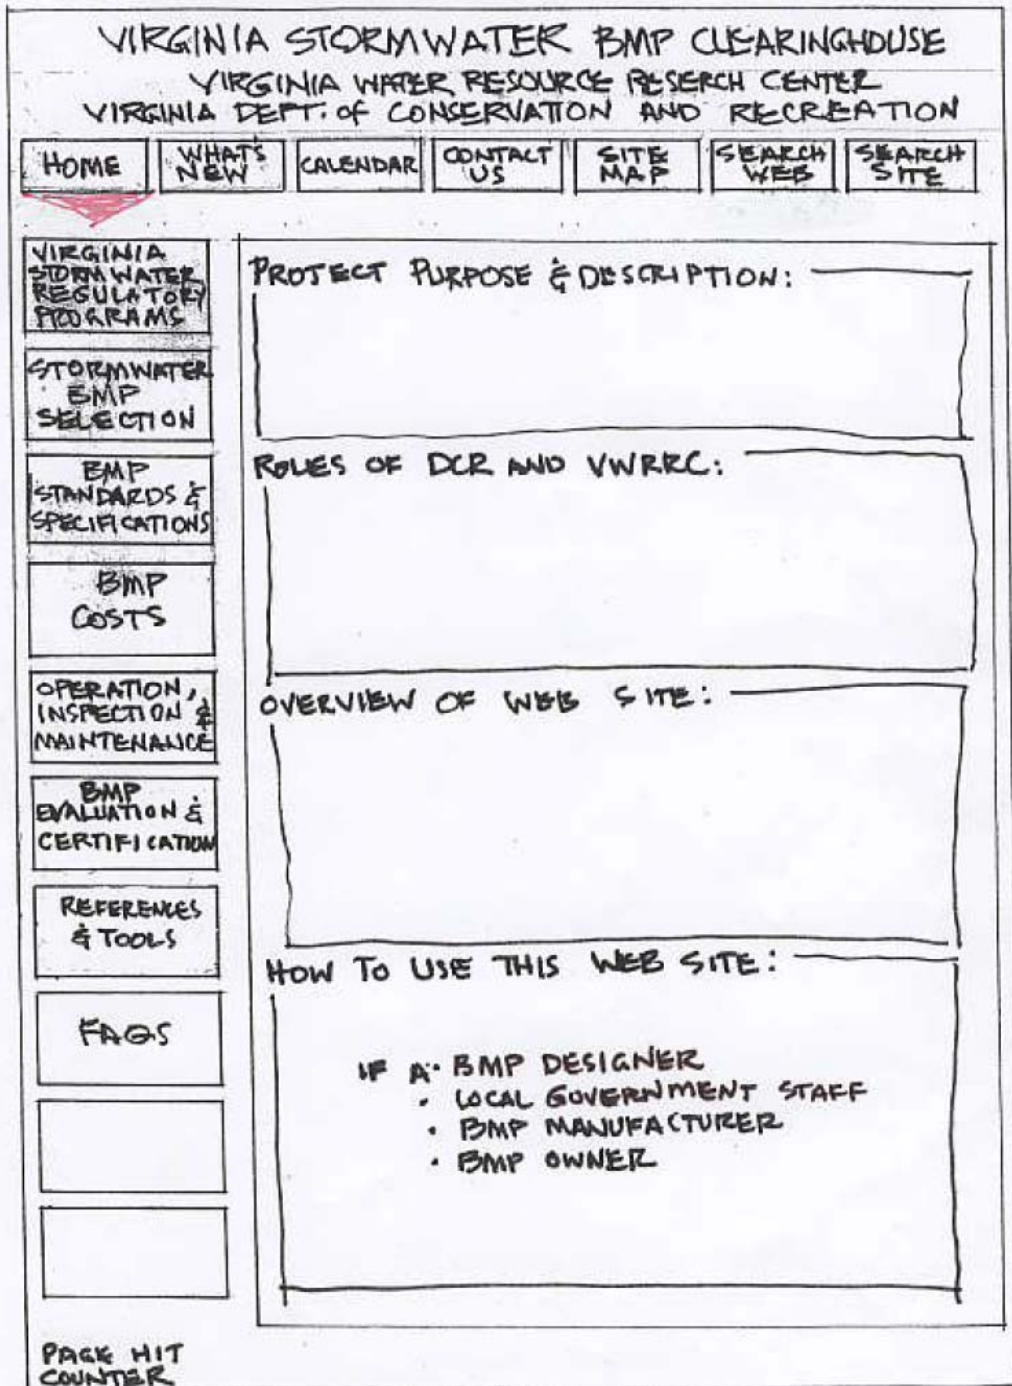 VIRGINIA STORMWATER BMP CLEARINGHOUSE
VIRGINIA WATER RESOURCE RESERCH CENTER
VIRGINIA DEPT. OF CONSERVATION AND RECREATION
HOME
WHAT'S
NEW
CALENDAR
CONTACT
US
SITE
MAP
SEARCH
WEB
SEARCH
SITE
VIRGINIA
STORMWATER
REGULATORY
PROGRAMS
STORMWATER
BMP
SELECTION
BMP
STANDARDS &
SPECIFICATIONS
BMP
COSTS
OPERATION,
INSPECTION &
MAINTENANCE
BMP
EVALUATION &
CERTIFICATION
REFERENCES
& TOOLS
FAQS
PAGE HIT
COUNTER
PROJECT PURPOSE & DESCRIPTION:
ROLES OF DCR AND VWRRC:
OVERVIEW OF WEB SITE:
HOW TO USE THIS WEB SITE:
IF A: · BMP DESIGNER
· LOCAL GOVERNMENT STAFF
· BMP MANUFACTURER
· BMP OWNER